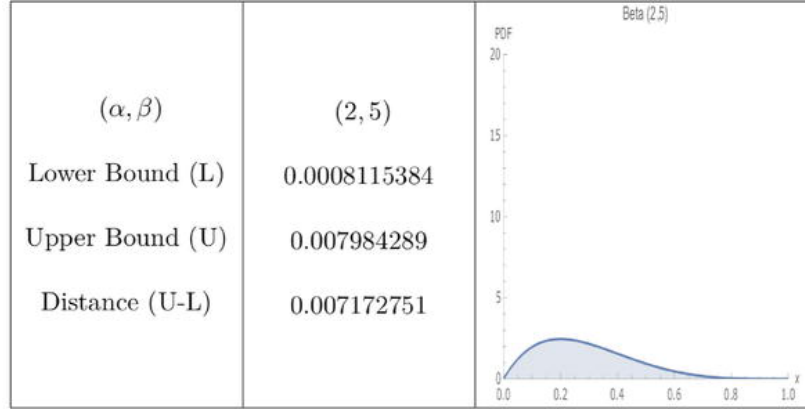 (α, β)
Lower Bound (L)
Upper Bound (U)
Distance (U-L)
(2, 5)
0.0008115384
0.007984289
0.007172751
Beta (2,5)
PDF
20
15
10
5
0
0.0 0.2 0.4 0.6 0.8 1.0
x